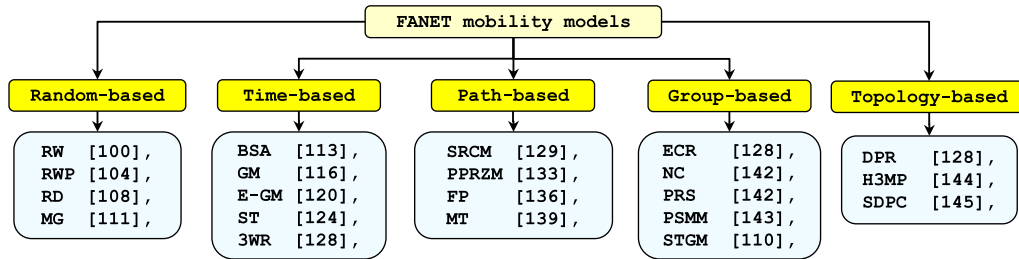 FANET mobility models
Random-based
RW [100],
RWP [104],
RD [108],
MG [111],
Time-based
BSA [113],
GM [116],
E-GM [120],
ST [124],
3WR [128],
Path-based
SRCM [129],
PPRZM [133],
FP [136],
MT [139],
Group-based
ECR [128],
NC [142],
PRS [142],
PSMM [143],
STGM [110],
Topology-based
DPR [128],
H3MP [144],
SDPC [145],